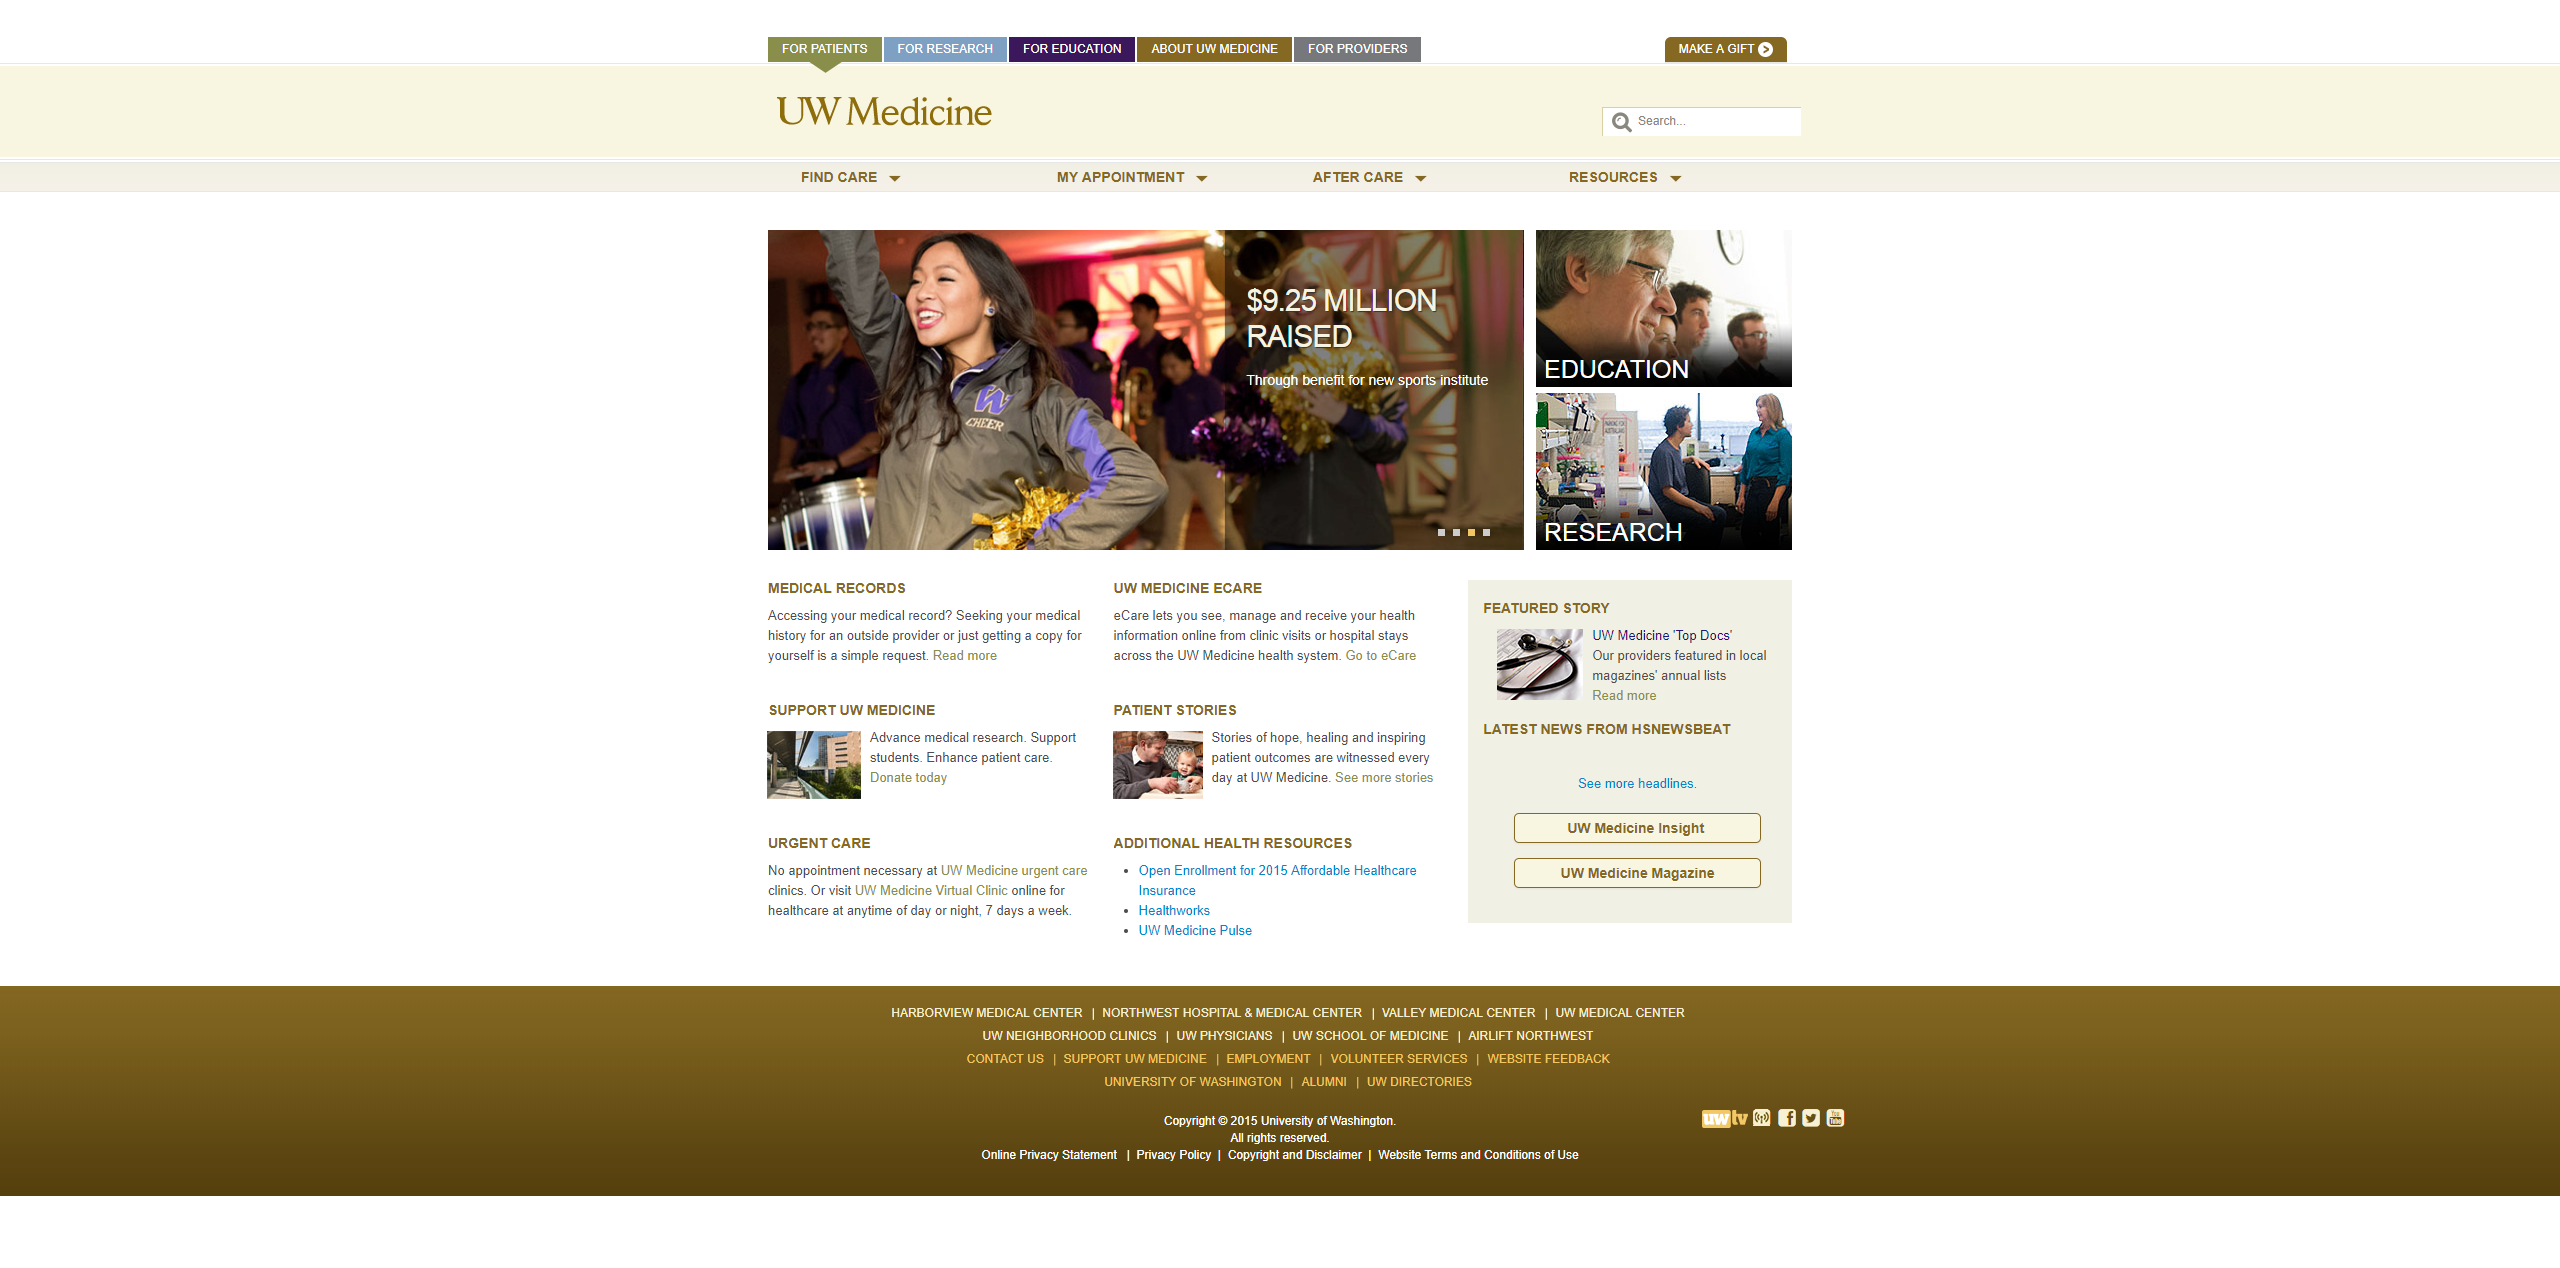 FOR PATIENTS
FOR RESEARCH
FOR EDUCATION
ABOUT UW MEDICINE
FOR PROVIDERS
MAKE A GIFT
UW Medicine
Search...
FIND CARE
MY APPOINTMENT
AFTER CARE
RESOURCES
W
CHEER
$9.25 MILLION
RAISED
Through benefit for new sports institute
EDUCATION
RESEARCH
MEDICAL RECORDS
Accessing your medical record? Seeking your medical
history for an outside provider or just getting a copy for
yourself is a simple request. Read more
UW MEDICINE ECARE
eCare lets you see, manage and receive your health
information online from clinic visits or hospital stays
across the UW Medicine health system. Go to eCare
SUPPORT UW MEDICINE
Advance medical research. Support
students. Enhance patient care.
Donate today
PATIENT STORIES
Stories of hope, healing and inspiring
patient outcomes are witnessed every
day at UW Medicine. See more stories
URGENT CARE
No appointment necessary at UW Medicine urgent care
clinics. Or visit UW Medicine Virtual Clinic online for
healthcare at anytime of day or night, 7 days a week.
ADDITIONAL HEALTH RESOURCES
Open Enrollment for 2015 Affordable Healthcare
Insurance
Healthworks
UW Medicine Pulse
FEATURED STORY
UW Medicine 'Top Docs'
Our providers featured in local
magazines' annual lists
Read more
LATEST NEWS FROM HSNEWSBEAT
See more headlines.
UW Medicine Insight
UW Medicine Magazine
HARBORVIEW MEDICAL CENTER | NORTHWEST HOSPITAL & MEDICAL CENTER | VALLEY MEDICAL CENTER | UW MEDICAL CENTER
UW NEIGHBORHOOD CLINICS | UW PHYSICIANS | UW SCHOOL OF MEDICINE | AIRLIFT NORTHWEST
CONTACT US | SUPPORT UW MEDICINE | EMPLOYMENT | VOLUNTEER SERVICES | WEBSITE FEEDBACK
UNIVERSITY OF WASHINGTON | ALUMNI | UW DIRECTORIES
Copyright © 2015 University of Washington.
All rights reserved.
Online Privacy Statement | Privacy Policy | Copyright and Disclaimer | Website Terms and Conditions of Use
uwtv
You Tube